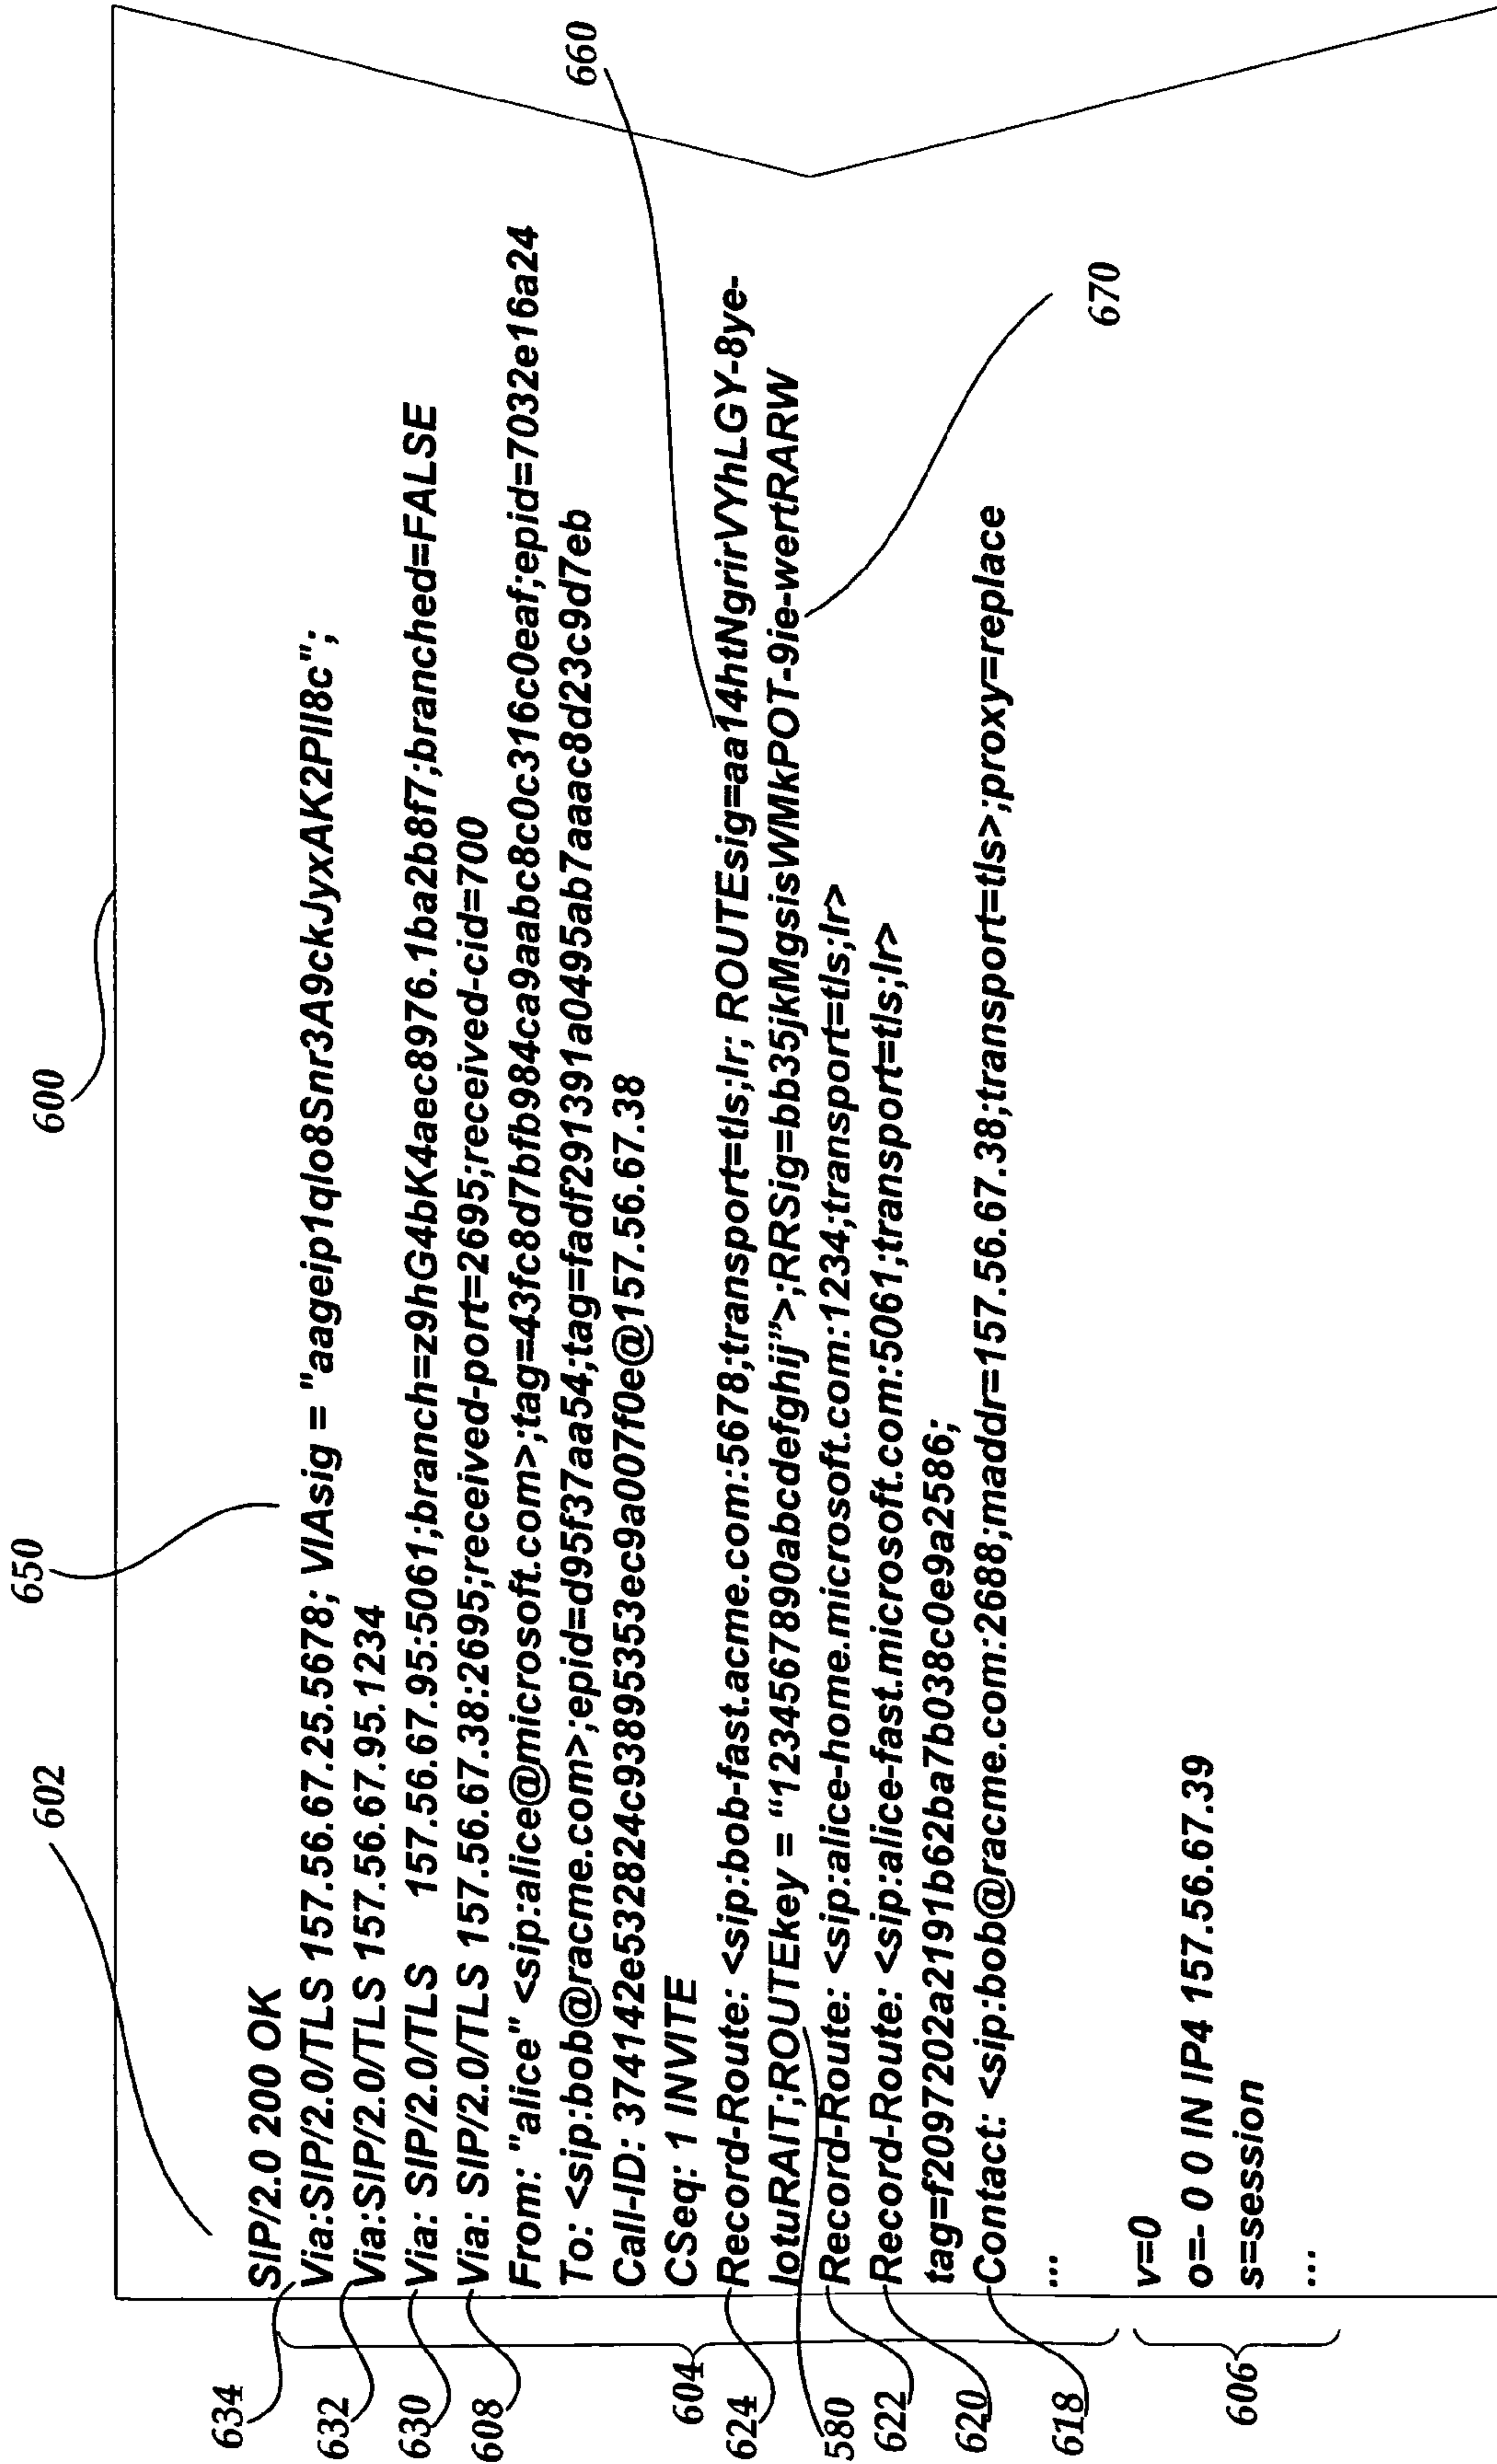 600
602
650
660
670
634
632
630
608
604
624
580
622
620
618
606
SIP/2.0 200 OK
Via:SIP/2.0/TLS 157.56.67.25.5678; VIAsig = "aageip1qlo8Snr3A9ckJyxAK2PlI8c";
Via:SIP/2.0/TLS 157.56.67.95.1234
Via: SIP/2.0/TLS 157.56.67.95:5061;branch=z9hG4bK4aec8976.1ba2b8f7;branched=FALSE
Via: SIP/2.0/TLS 157.56.67.38:2695;received-port=2695;received-cid=700
From: "alice" <sip:alice@microsoft.com>;tag=43fc8d7bfb984ca9aabc8c0c316c0eaf;epid=7032e16a24
To: <sip:bob@racme.com>;epid=d95f37aa54;tag=fadf291391a0495ab7aaac8d23c9d7eb
Call-ID: 374142e532824c93895353ec9a007f0e@157.56.67.38
CSeq: 1 INVITE
Record-Route: <sip:bob-fast.acme.com:5678;transport=tls;lr; ROUTEsig=aa14htNgrirVYhLGY-8ye-
lotuRAIT;ROUTEkey = "1234567890abcdefghij">;RRSig=bb35jkMgsisWMkPOT-9ie-wertRARW
Record-Route: <sip:alice-home.microsoft.com:1234;transport=tls;lr>
Record-Route: <sip:alice-fast.microsoft.com:5061;transport=tls;lr>
tag=f2097202a2191b62ba7b038c0e9a2586;
Contact: <sip:bob@racme.com:2688;maddr=157.56.67.38;transport=tls>;proxy=replace
...
v=0
o=- 0 0 IN IP4 157.56.67.39
s=session
...